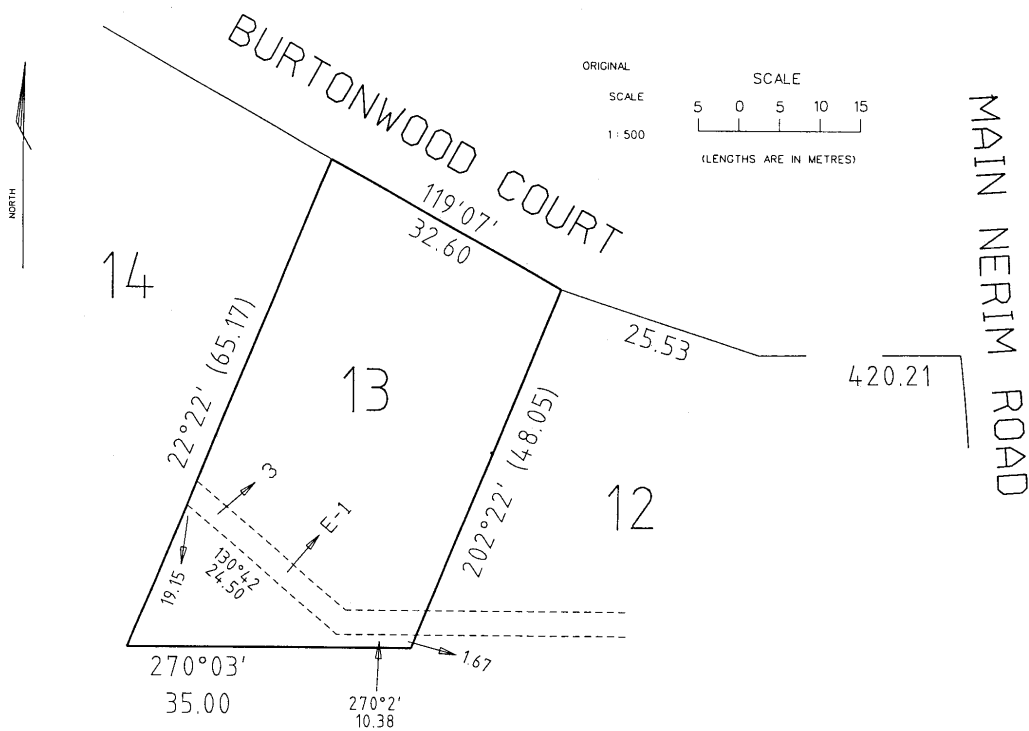 BURTONWOOD COURT
ORIGINAL
SCALE
1:500
SCALE
5 0 5 10 15
(LENGTHS ARE IN METRES)
MAIN NERIM ROAD
NORTH
119'07'
32.60
14
25.53
420.21
22°22' (65.17)
13
202°22' (48.05)
12
3
E-1
130°42
24.50
19.15
1.67
270°03'
35.00
270°2'
10.38